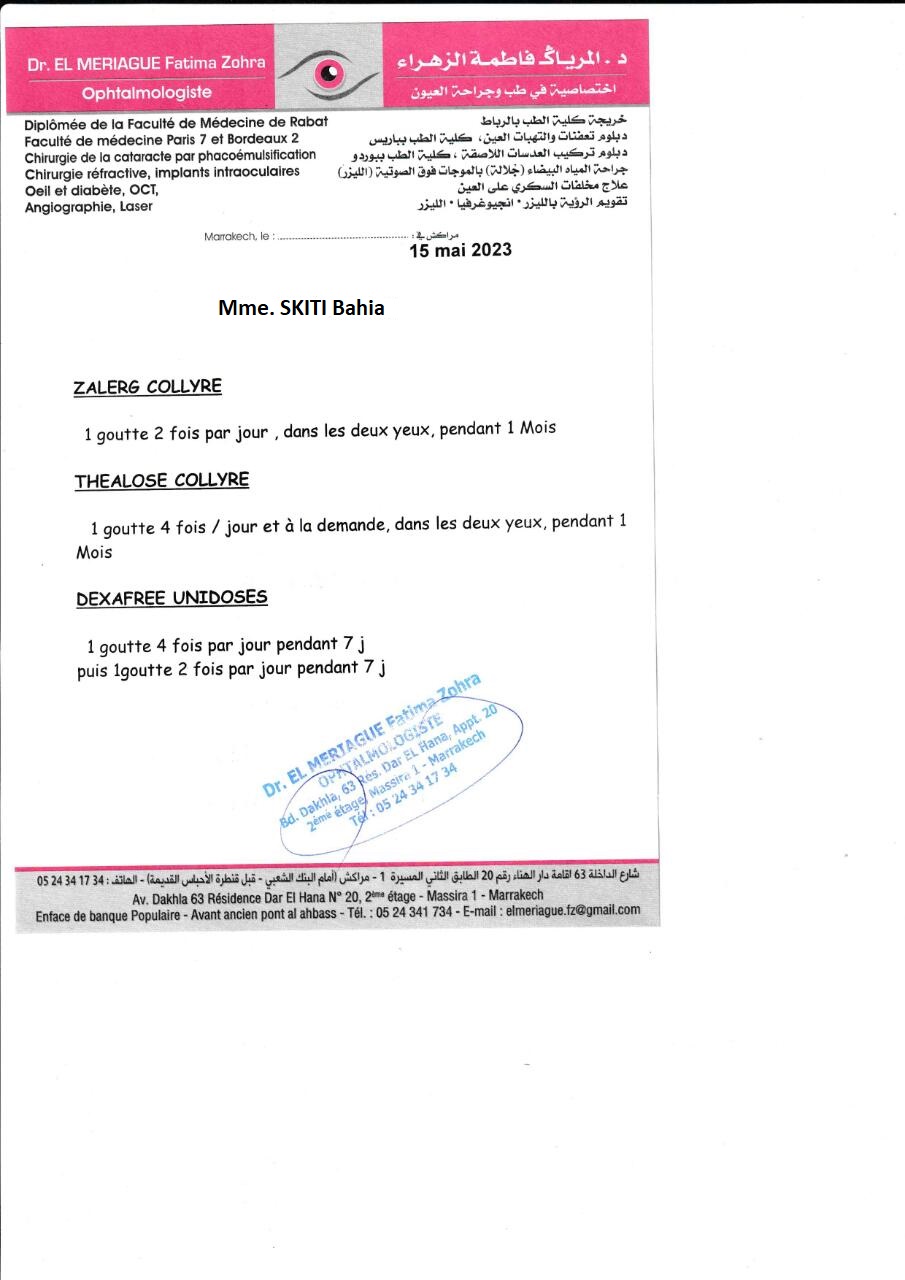 Dr. EL MERIAGUE Fatima Zohra
Ophtalmologiste
د. المرياڭ فاطمة الزهراء
اختصاصية في طب وجراحة العيون
Diplômée de la Faculté de Médecine de Rabat
Faculté de médecine Paris 7 et Bordeaux 2
Chirurgie de la cataracte par phacoémulsification
Chirurgie réfractive, implants intraoculaires
Oeil et diabète, OCT,
Angiographie, Laser
خريجة كلية الطب بالرباط
دبلوم تعفنات والتهبات العين، كلية الطب بباريس
دبلوم تركيب العدسات اللاصقة، كلية الطب ببوردو
جراحة المياه البيضاء (جلالة) بالموجات فوق الصوتية (الليزر)
علاج مخلفات السكري على العين
تقويم الرؤية بالليزر • انجيوغرفيا • الليزر
Marrakech, le : ........................................ مراكش في :
15 mai 2023
Mme. SKITI Bahia
ZALERG COLLYRE
1 goutte 2 fois par jour , dans les deux yeux, pendant 1 Mois
THEALOSE COLLYRE
1 goutte 4 fois / jour et à la demande, dans les deux yeux, pendant 1
Mois
DEXAFREE UNIDOSES
1 goutte 4 fois par jour pendant 7 j
puis 1goutte 2 fois par jour pendant 7 j
Dr. EL MERIAGUE Fatima Zohra
OPHTALMOLOGISTE
Bd. Dakhla, 63 Rés. Dar EL Hana, Appt. 20
2ème étage, Massira 1 - Marrakech
Tél : 05 24 34 17 34
شارع الداخلة 63 اقامة دار الهناء رقم 20 الطابق الثاني المسيرة 1 - مراكش (أمام البنك الشعبي - قبل قنطرة الأحباس القديمة) - الهاتف : 05 24 34 17 34
Av. Dakhla 63 Résidence Dar El Hana N° 20, 2ème étage - Massira 1 - Marrakech
Enface de banque Populaire - Avant ancien pont al ahbass - Tél. : 05 24 341 734 - E-mail : elmeriague.fz@gmail.com